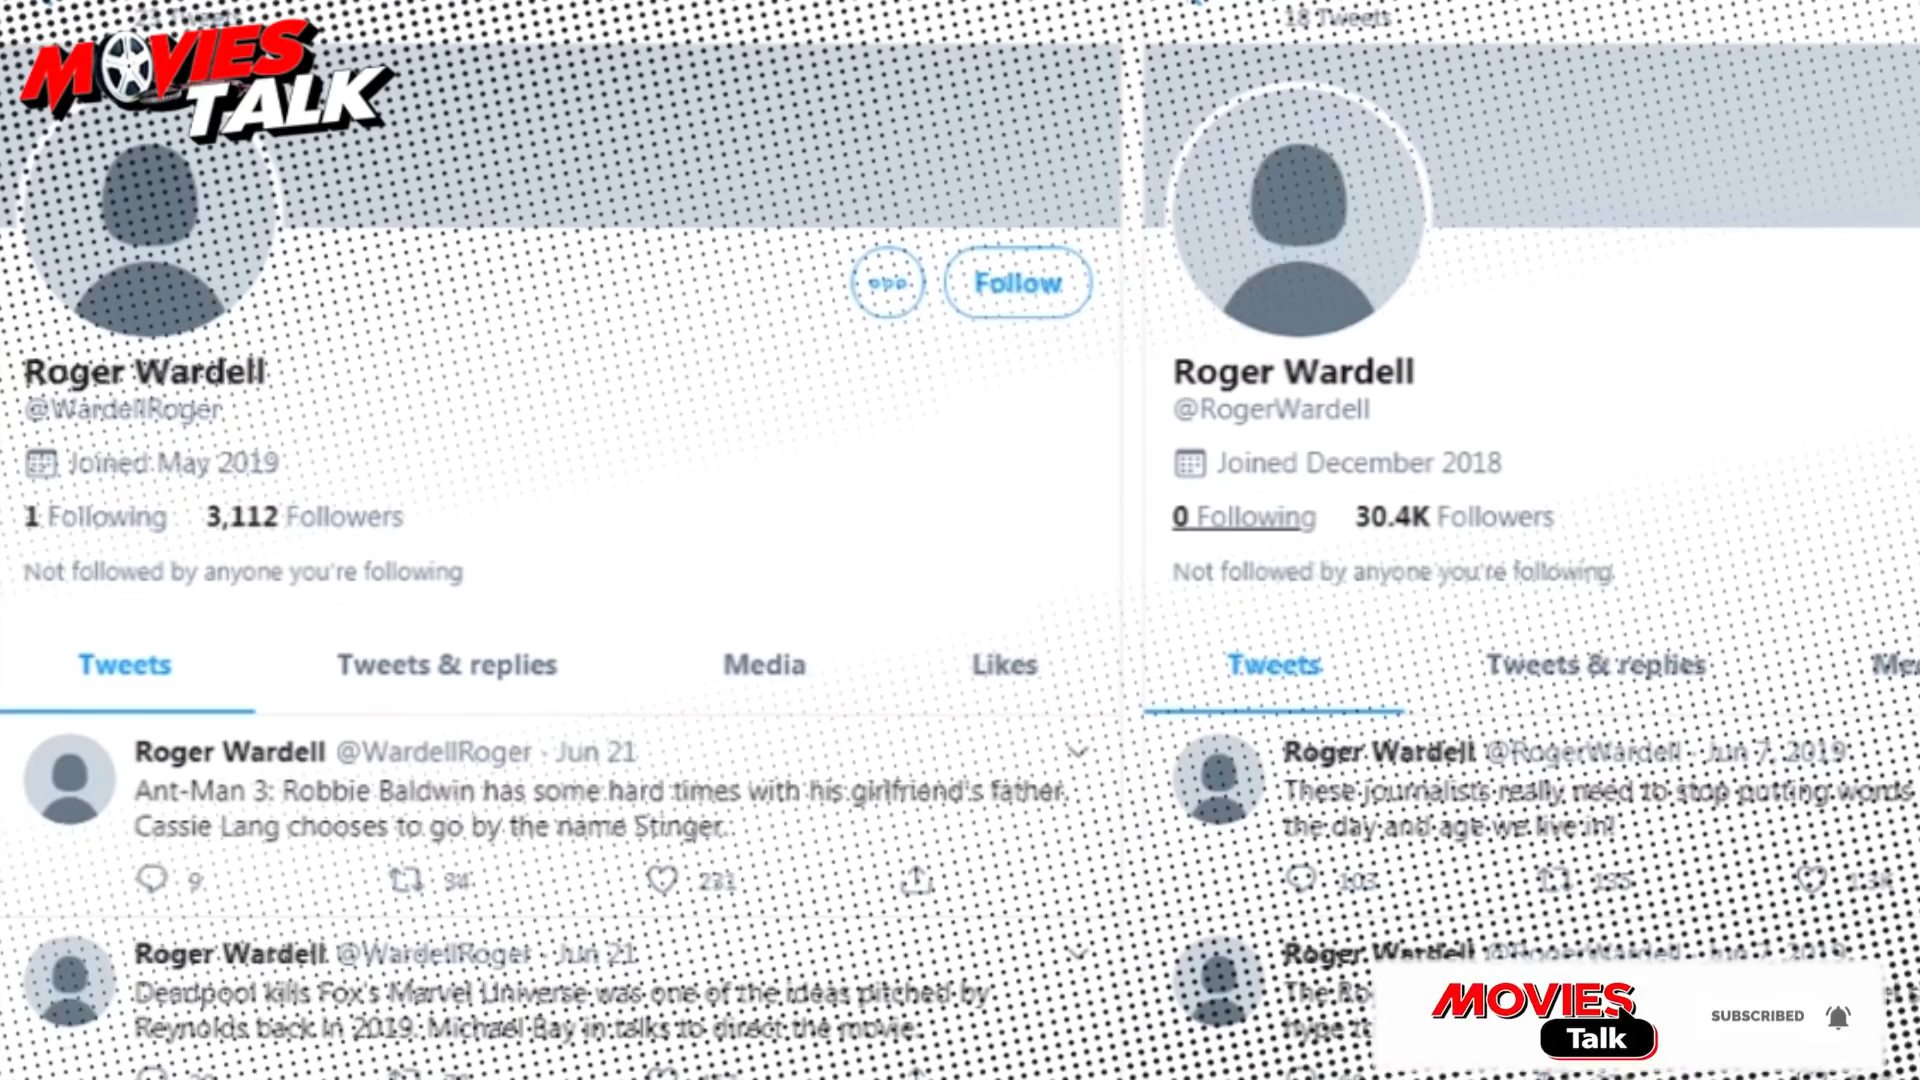 MOVIES
TALK
18 Tweets
Follow
Roger Wardell
@WardellRoger
Joined May 2019
1 Following 3,112 Followers
Not followed by anyone you're following
Tweets Tweets & replies Media Likes
Roger Wardell @WardellRoger · Jun 21
Ant-Man 3: Robbie Baldwin has some hard times with his girlfriend's father.
Cassie Lang chooses to go by the name Stinger.
9 94 231
Roger Wardell @WardellRoger · Jun 21
Deadpool kills Fox's Marvel Universe was one of the ideas pitched by
Reynolds back in 2019. Michael Bay in talks to direct the movie.
Roger Wardell
@RogerWardell
Joined December 2018
0 Following 30.4K Followers
Not followed by anyone you're following
Tweets Tweets & replies
Roger Wardell @RogerWardell · Jun 7, 2019
These journalists really need to stop putting words
the day and age we live in!
103 195
Roger Wardell @RogerWardell
MOVIES
Talk
SUBSCRIBED